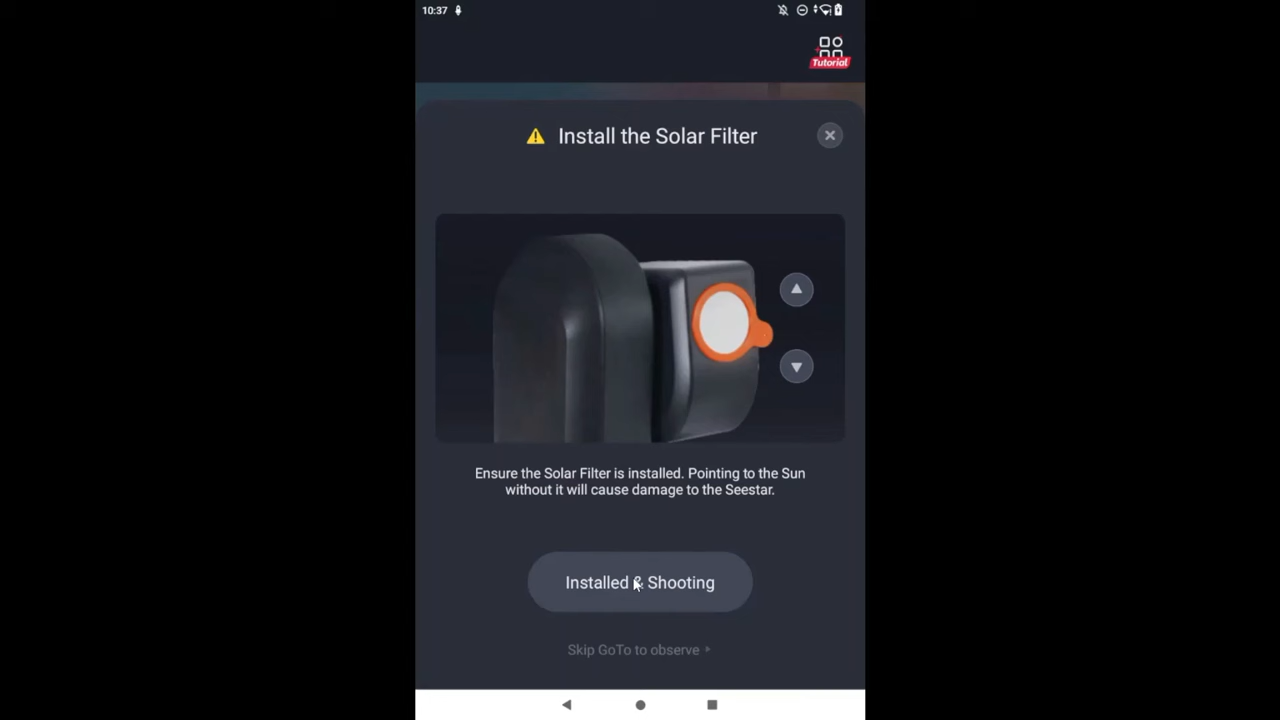 10:37
Tutorial
Install the Solar Filter
Ensure the Solar Filter is installed. Pointing to the Sun
without it will cause damage to the Seestar.
Installed & Shooting
Skip GoTo to observe